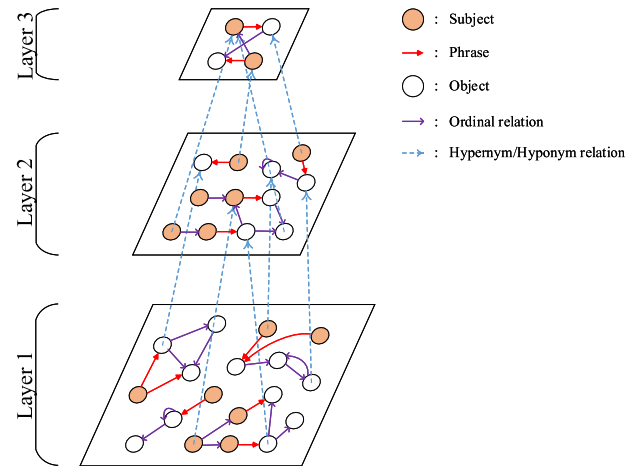 Layer 3
Layer 2
Layer 1
: Subject
: Phrase
: Object
: Ordinal relation
: Hypernym/Hyponym relation